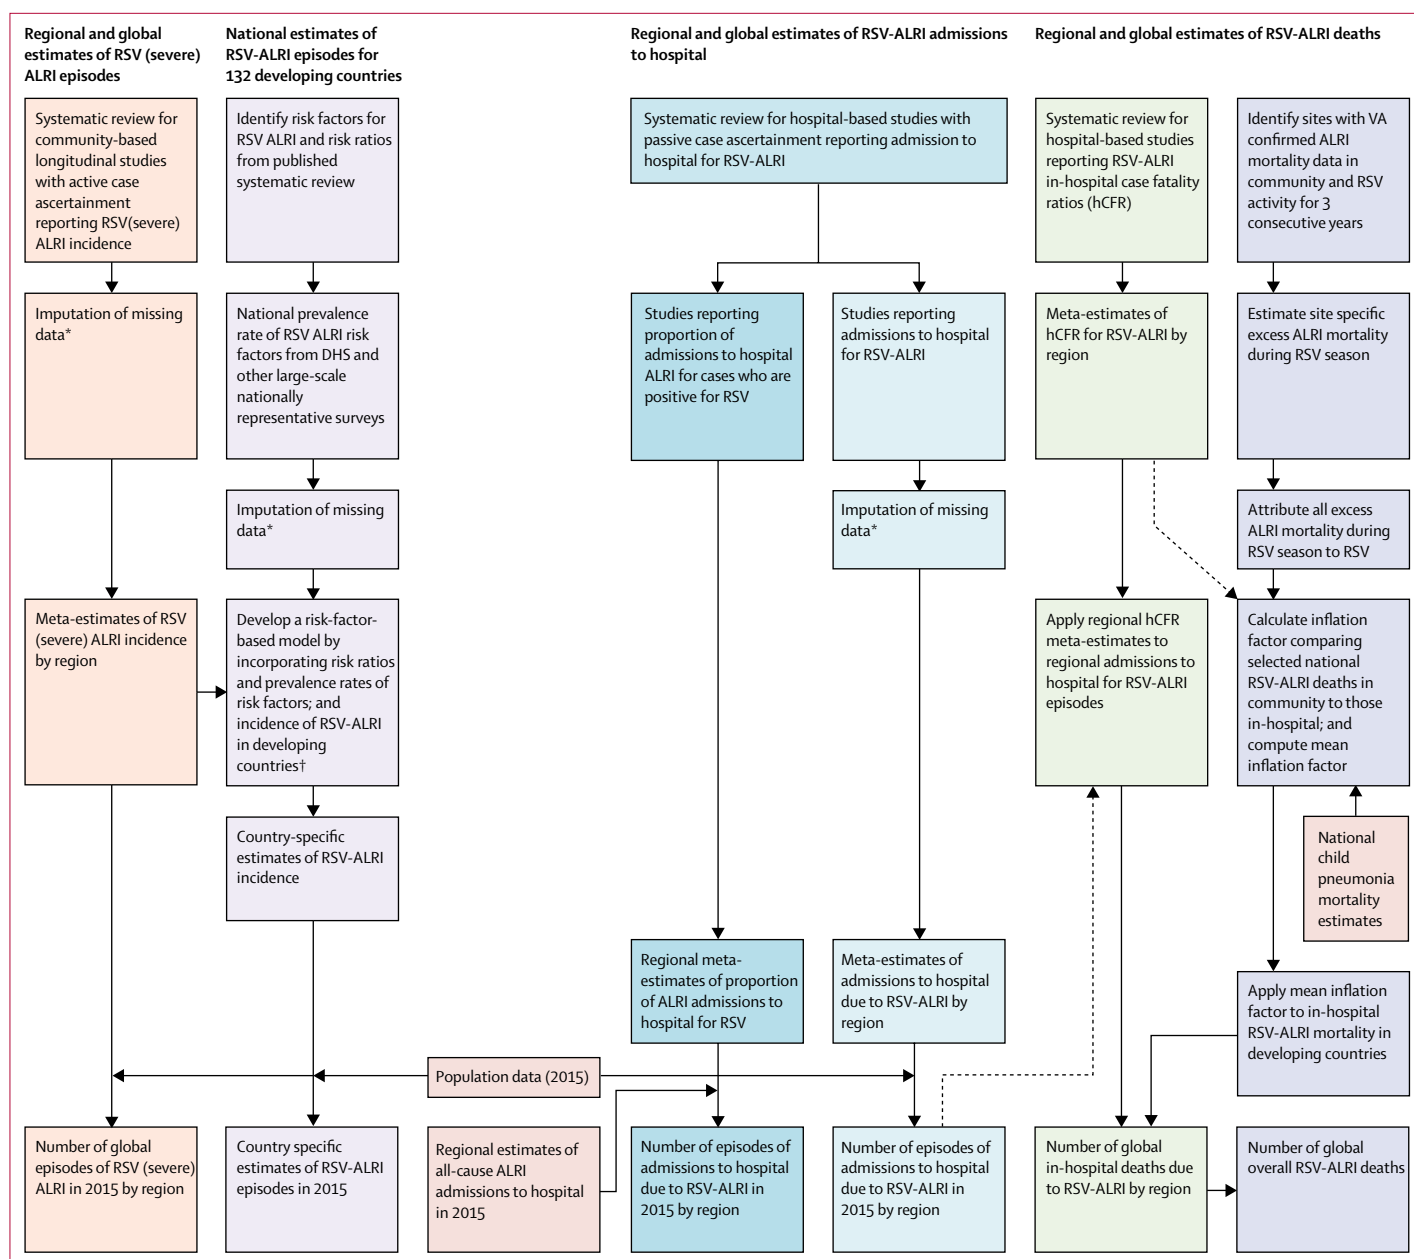 Regional and global
estimates of RSV (severe)
ALRI episodes
National estimates of
RSV-ALRI episodes for
132 developing countries
Regional and global estimates of RSV-ALRI admissions
to hospital
Regional and global estimates of RSV-ALRI deaths
Systematic review for
community-based
longitudinal studies
with active case
ascertainment
reporting RSV(severe)
ALRI incidence
Identify risk factors for
RSV ALRI and risk ratios
from published
systematic review
Systematic review for hospital-based studies with
passive case ascertainment reporting admission to
hospital for RSV-ALRI
Systematic review for
hospital-based studies
reporting RSV-ALRI
in-hospital case fatality
ratios (hCFR)
Identify sites with VA
confirmed ALRI
mortality data in
community and RSV
activity for 3
consecutive years
Imputation of missing
data*
National prevalence
rate of RSV ALRI risk
factors from DHS and
other large-scale
nationally
representative surveys
Studies reporting
proportion of
admissions to hospital
ALRI for cases who are
positive for RSV
Studies reporting
admissions to hospital
for RSV-ALRI
Meta-estimates of
hCFR for RSV-ALRI by
region
Estimate site specific
excess ALRI mortality
during RSV season
Imputation of missing
data*
Imputation of missing
data*
Attribute all excess
ALRI mortality during
RSV season to RSV
Meta-estimates of RSV
(severe) ALRI incidence
by region
Develop a risk-factor-
based model by
incorporating risk ratios
and prevalence rates of
risk factors; and
incidence of RSV-ALRI
in developing
countries†
Apply regional hCFR
meta-estimates to
regional admissions to
hospital for RSV-ALRI
episodes
Calculate inflation
factor comparing
selected national
RSV-ALRI deaths in
community to those
in-hospital; and
compute mean
inflation factor
Country-specific
estimates of RSV-ALRI
incidence
National
child
pneumonia
mortality
estimates
Regional meta-
estimates of proportion
of ALRI admissions to
hospital for RSV
Meta-estimates of
admissions to hospital
due to RSV-ALRI by
region
Apply mean inflation
factor to in-hospital
RSV-ALRI mortality in
developing countries
Population data (2015)
Number of global
episodes of RSV (severe)
ALRI in 2015 by region
Country specific
estimates of RSV-ALRI
episodes in 2015
Regional estimates of
all-cause ALRI
admissions to hospital
in 2015
Number of episodes of
admissions to hospital
due to RSV-ALRI in
2015 by region
Number of episodes of
admissions to hospital
due to RSV-ALRI in
2015 by region
Number of global
in-hospital deaths due
to RSV-ALRI by region
Number of global
overall RSV-ALRI deaths